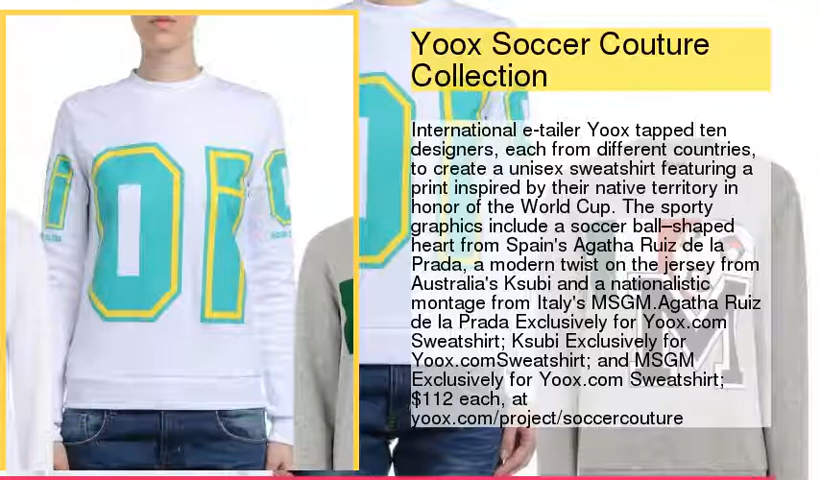 Yoox Soccer Couture
Collection
International e-tailer Yoox tapped ten
designers, each from different countries,
to create a unisex sweatshirt featuring a
print inspired by their native territory in
honor of the World Cup. The sporty
graphics include a soccer ball–shaped
heart from Spain's Agatha Ruiz de la
Prada, a modern twist on the jersey from
Australia's Ksubi and a nationalistic
montage from Italy's MSGM.Agatha Ruiz
de la Prada Exclusively for Yoox.com
Sweatshirt; Ksubi Exclusively for
Yoox.comSweatshirt; and MSGM
Exclusively for Yoox.com Sweatshirt;
$112 each, at
yoox.com/project/soccercouture